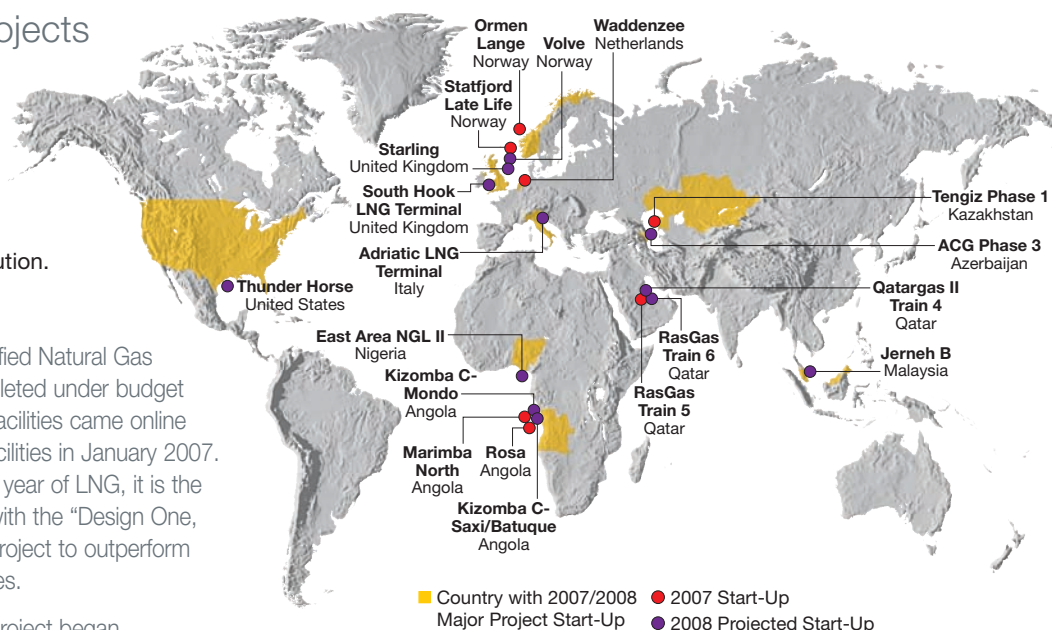 ojects
ution.
fied Natural Gas
pleted under budget
acilities came online
cilities in January 2007.
year of LNG, it is the
with the “Design One,
roject to outperform
es.
project began
Ormen
Lange
Norway
Volve
Norway
Waddenzee
Netherlands
Statfjord
Late Life
Norway
Starling
United Kingdom
South Hook
LNG Terminal
United Kingdom
Adriatic LNG
Terminal
Italy
Thunder Horse
United States
East Area NGL II
Nigeria
Kizomba C-
Mondo
Angola
Marimba
North
Angola
Rosa
Angola
Kizomba C-
Saxi/Batuque
Angola
Tengiz Phase 1
Kazakhstan
ACG Phase 3
Azerbaijan
Qatargas II
Train 4
Qatar
RasGas
Train 6
Qatar
RasGas
Train 5
Qatar
Jerneh B
Malaysia
Country with 2007/2008
Major Project Start-Up
2007 Start-Up
2008 Projected Start-Up